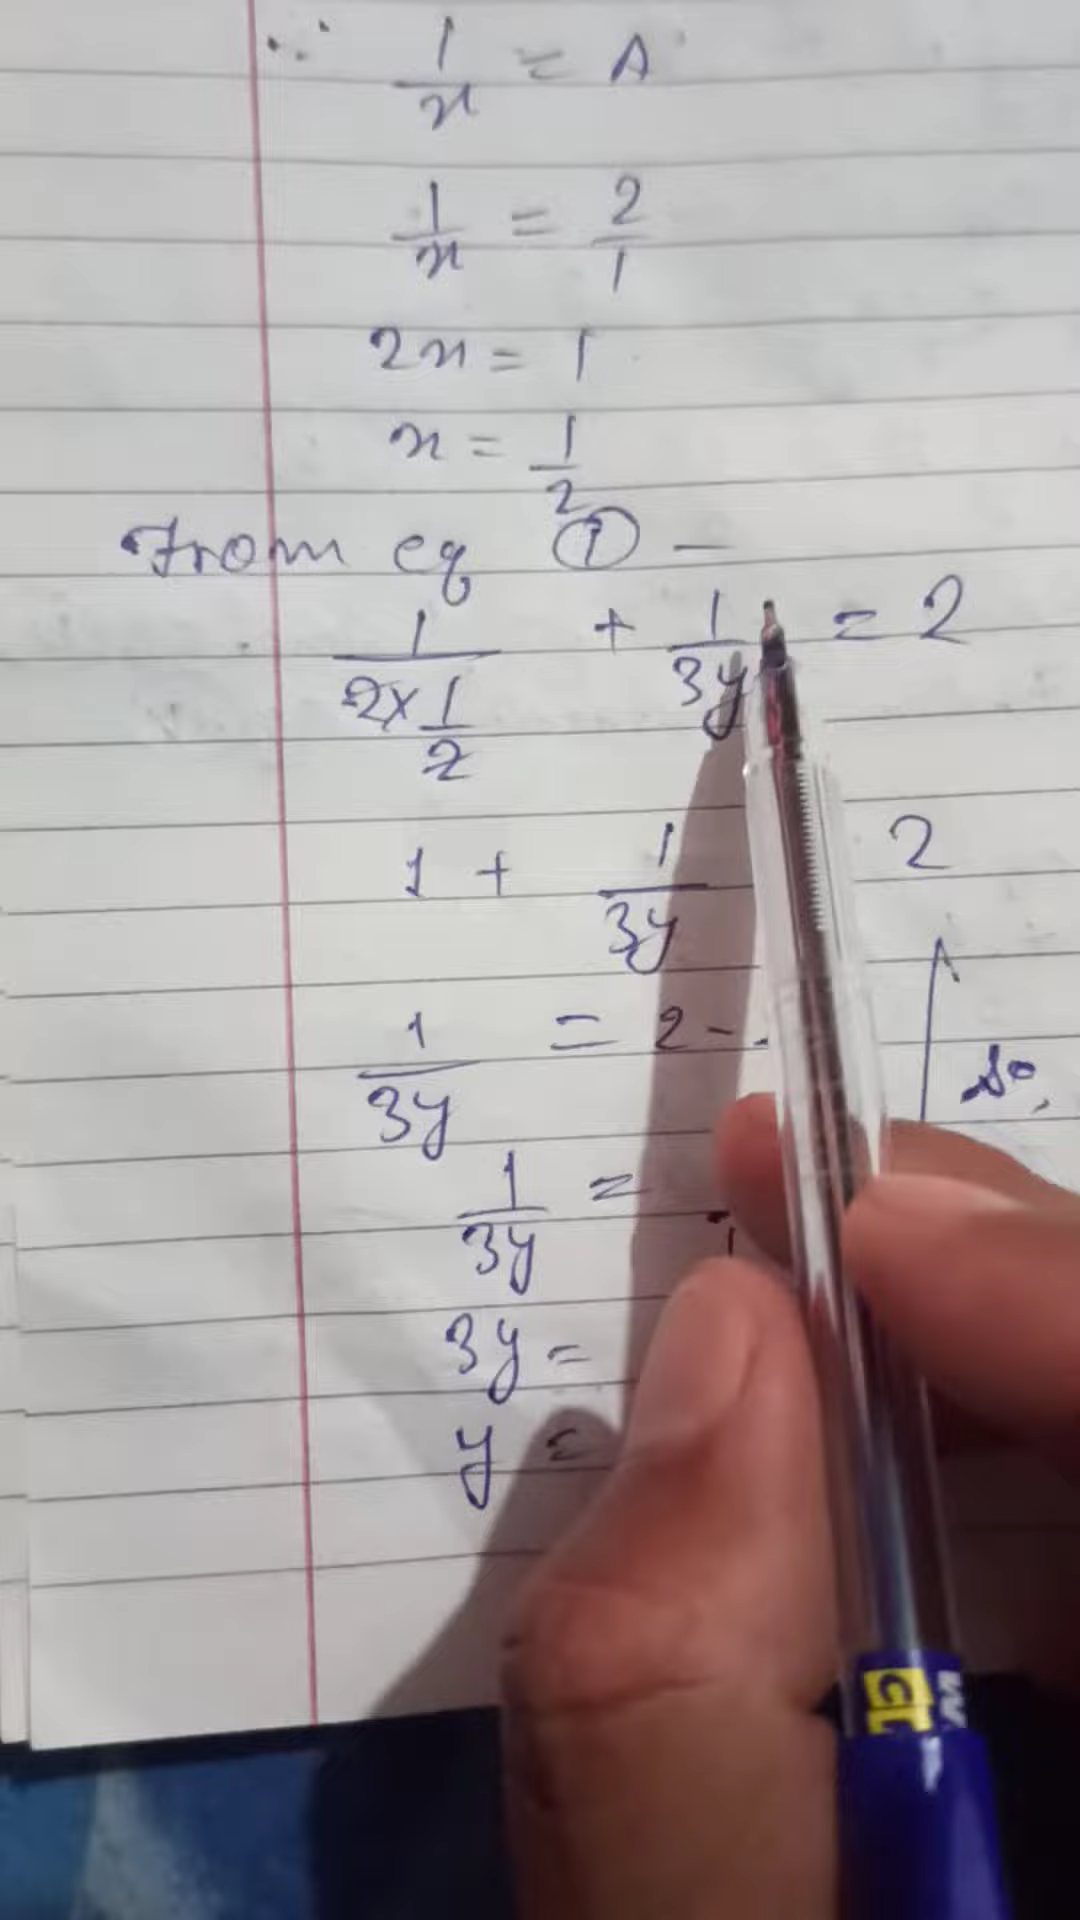 ∵ 1/x = A
1/x = 2/1
2x = 1
x = 1/2
From eq ① —
1/(2×1/2) + 1/3y = 2
1 + 1/3y 2
1/3y = 2 -
So,
1/3y =
3y =
y =